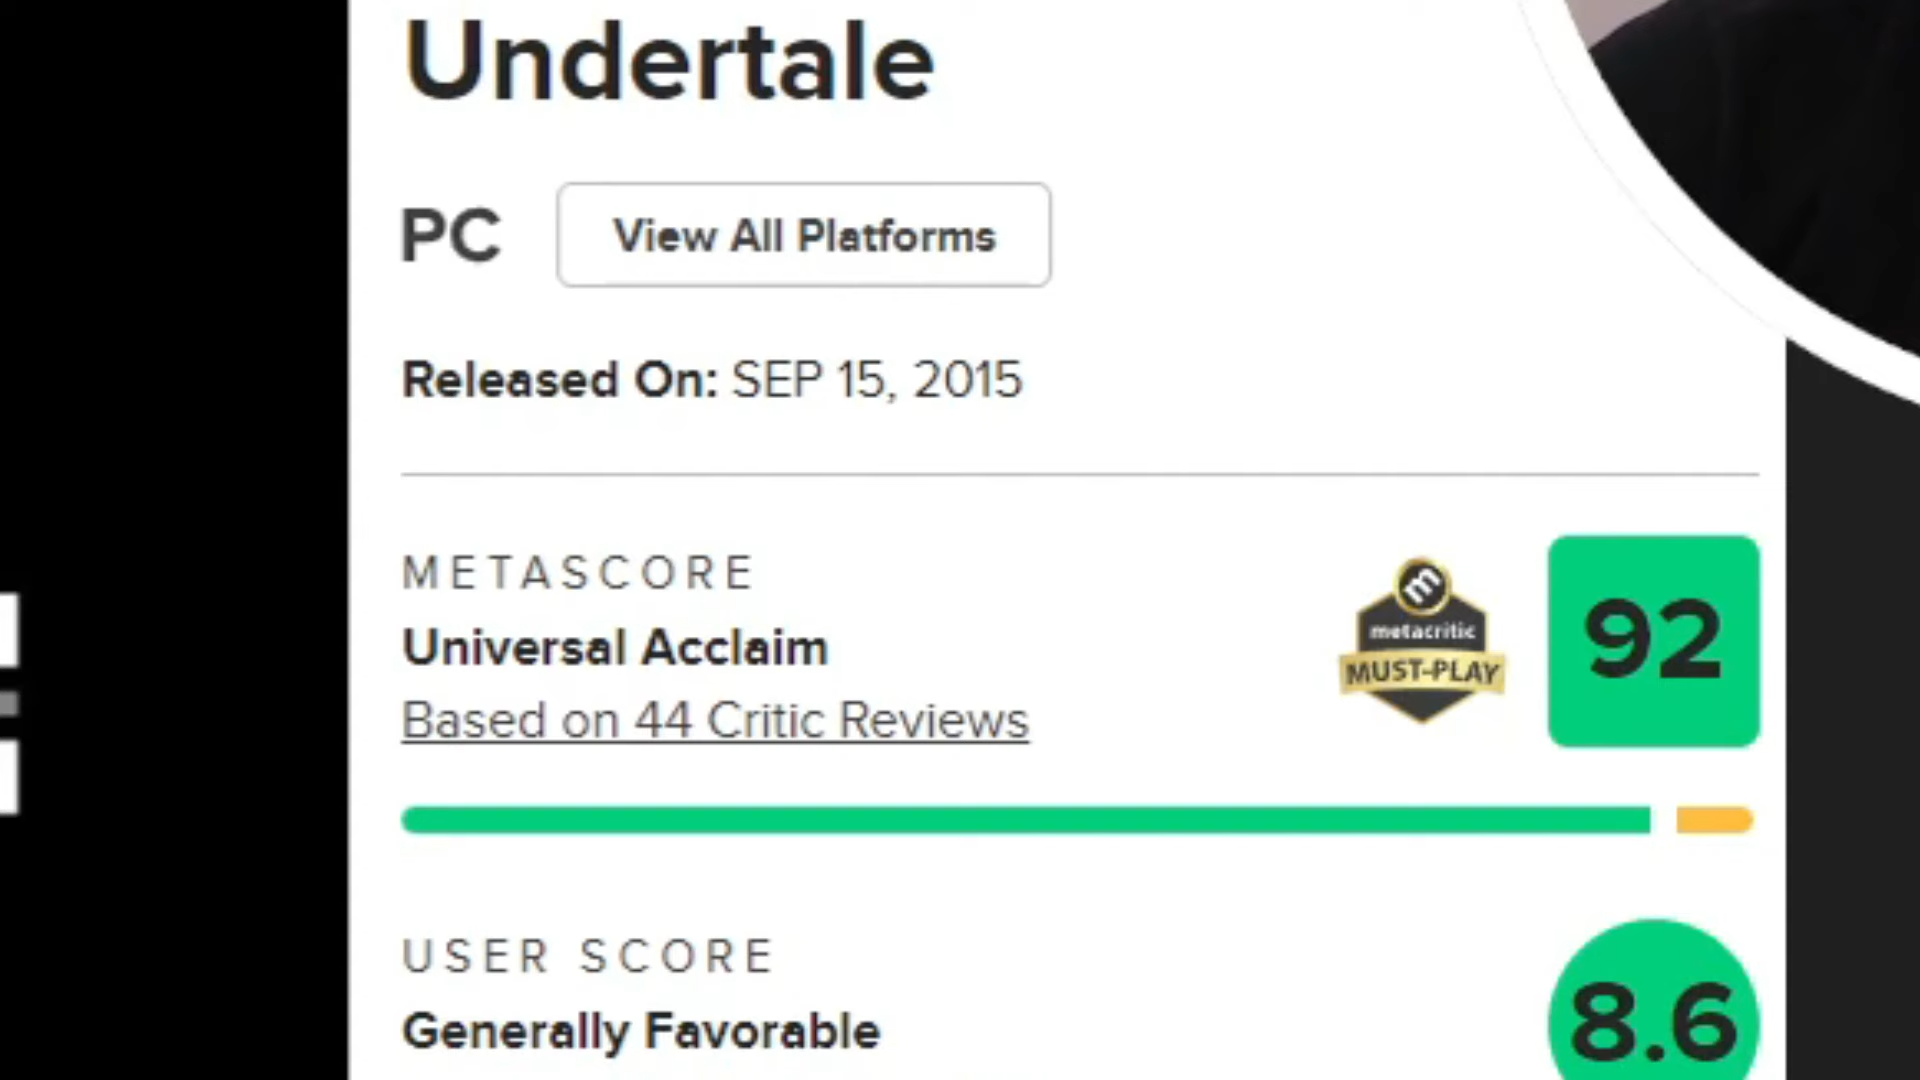 Undertale
PC
View All Platforms
Released On: SEP 15, 2015
METASCORE
Universal Acclaim
Based on 44 Critic Reviews
m
metacritic
MUST-PLAY
92
USER SCORE
Generally Favorable
8.6